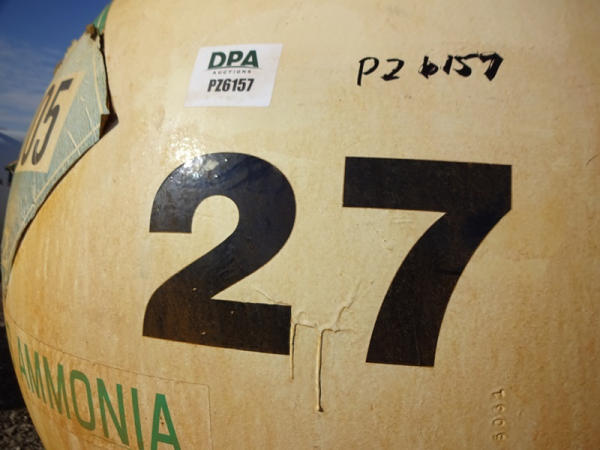 DPA
AUCTIONS
PZ6157
PZ 6157
05
27
AMMONIA